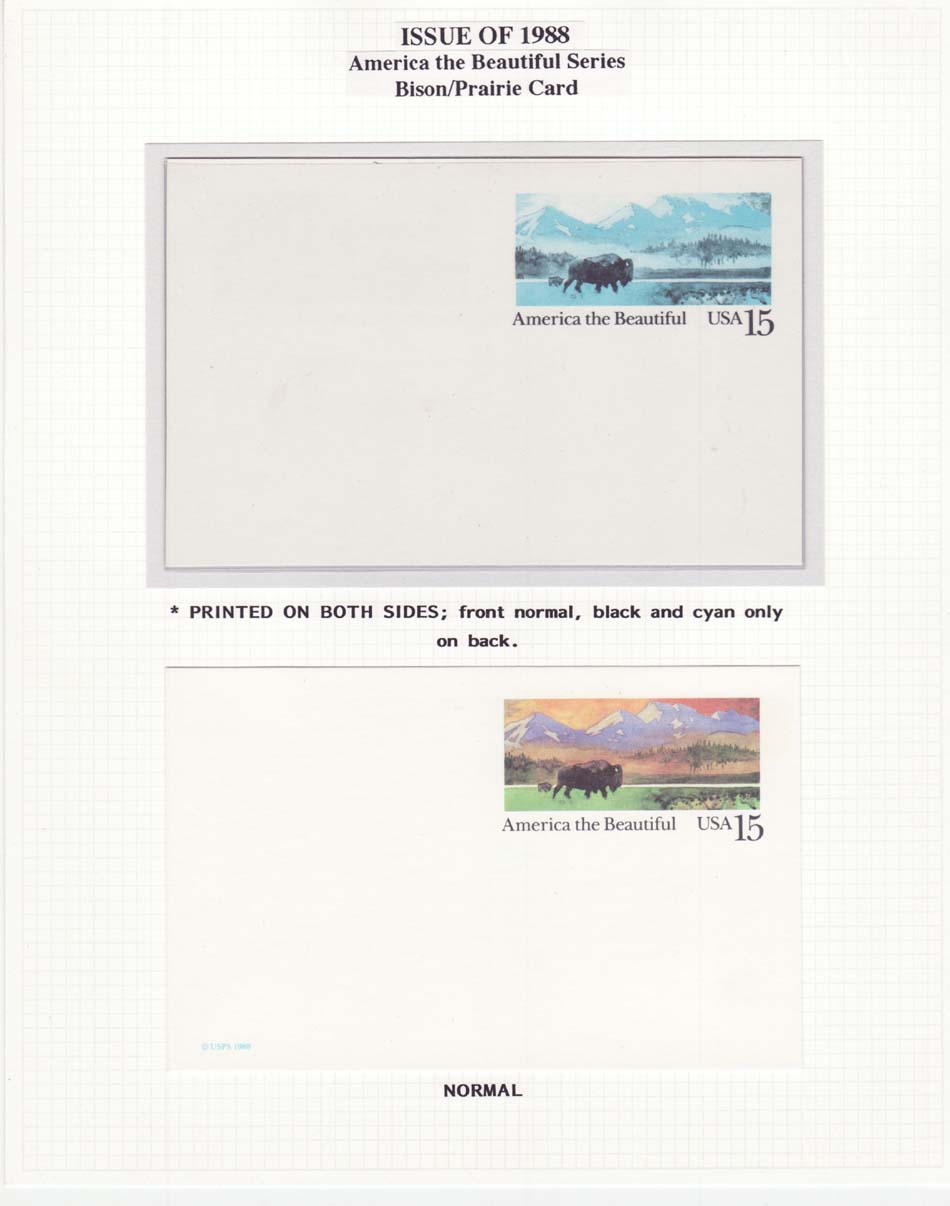 ISSUE OF 1988
America the Beautiful Series
Bison/Prairie Card
America the Beautiful USA15
* PRINTED ON BOTH SIDES; front normal, black and cyan only
on back.
America the Beautiful USA15
© USPS 1988
NORMAL